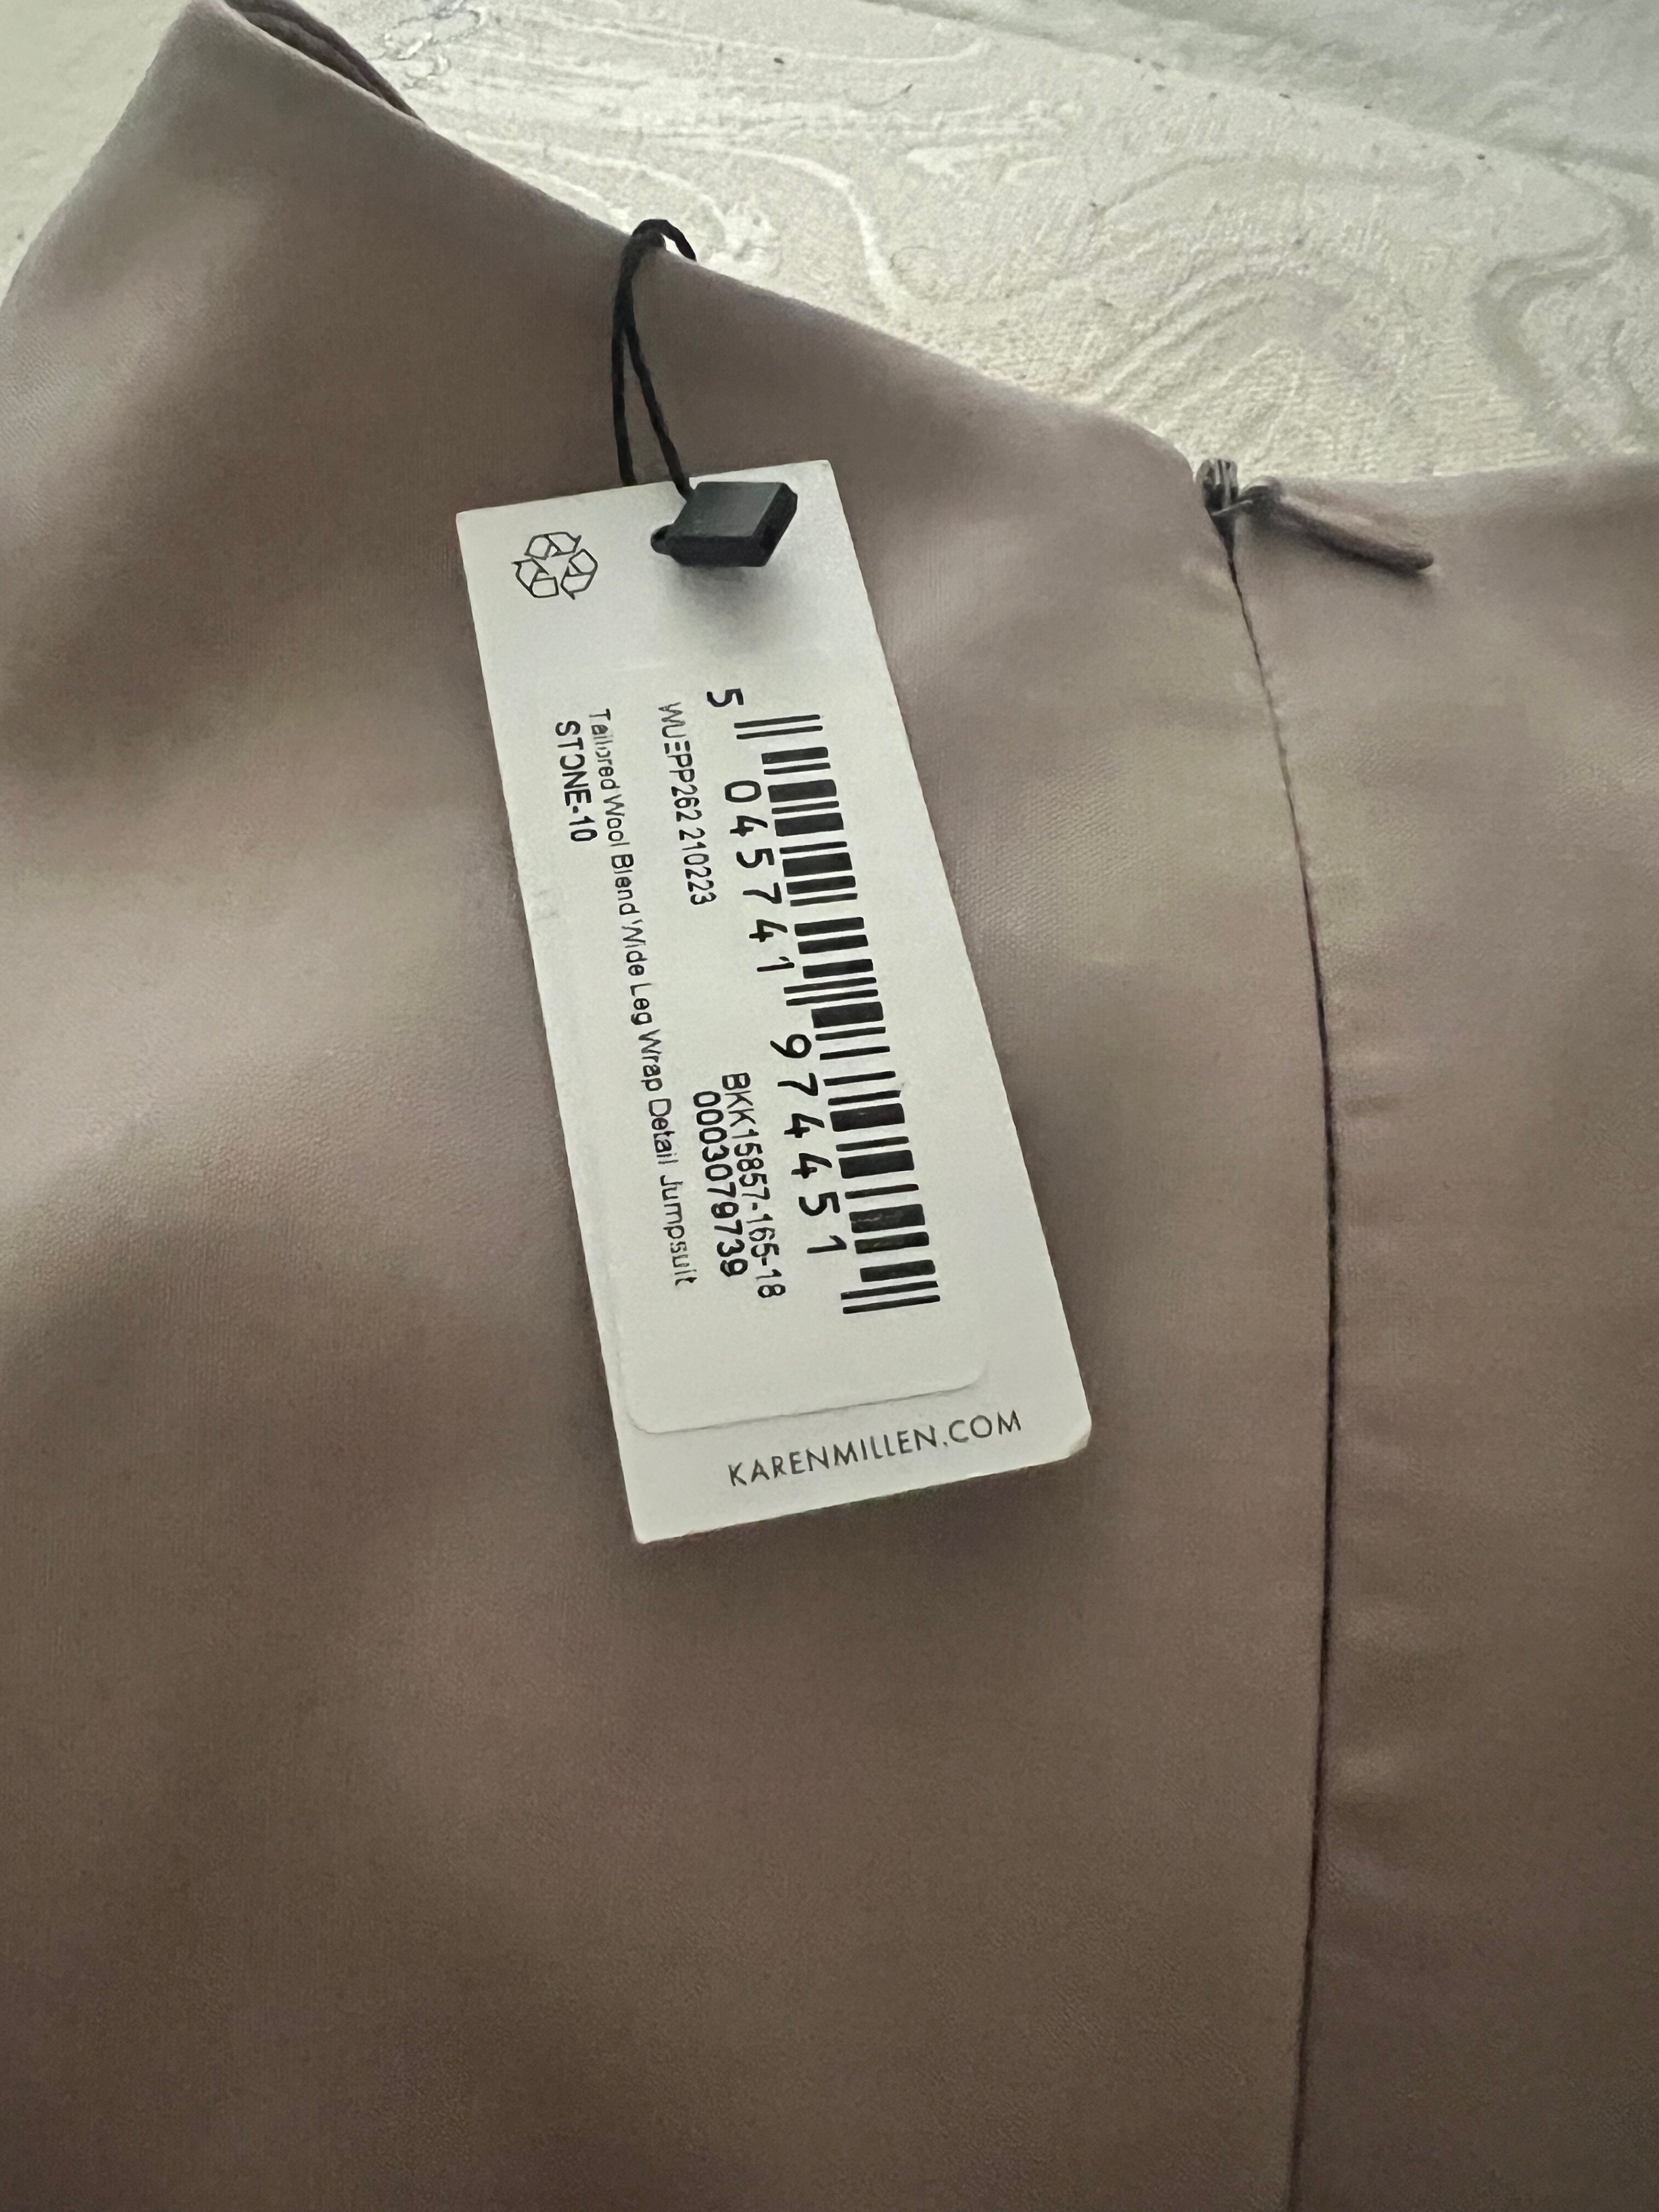 5 045741 974451
BKK15857-165-18
WUEPP262 210223
0003079739
Tailored Wool Blend Wide Leg Wrap Detail Jumpsuit
STONE-10
KARENMILLEN.COM